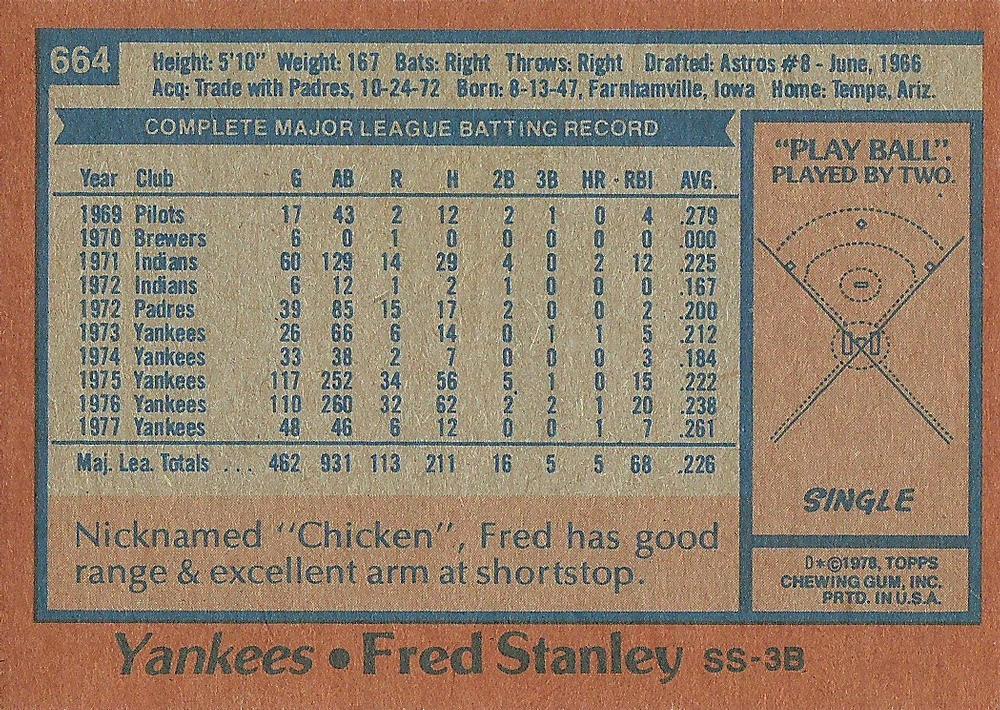 664
Height: 5'10" Weight: 167 Bats: Right Throws: Right Drafted: Astros #8 - June, 1966
Acq: Trade with Padres, 10-24-72 Born: 8-13-47, Farnhamville, Iowa Home: Tempe, Ariz.
COMPLETE MAJOR LEAGUE BATTING RECORD
Year Club G AB R H 2B 3B HR RBI AVG.
1969 Pilots 17 43 2 12 2 1 0 4 .279
1970 Brewers 6 0 1 0 0 0 0 0 .000
1971 Indians 60 129 14 29 4 0 2 12 .225
1972 Indians 6 12 1 2 1 0 0 0 .167
1972 Padres 39 85 15 17 2 0 0 2 .200
1973 Yankees 26 66 6 14 0 1 1 5 .212
1974 Yankees 33 38 2 7 0 0 0 3 .184
1975 Yankees 117 252 34 56 5 1 0 15 .222
1976 Yankees 110 260 32 62 2 2 1 20 .238
1977 Yankees 48 46 6 12 0 0 1 7 .261
Maj. Lea. Totals ... 462 931 113 211 16 5 5 68 .226
Nicknamed "Chicken", Fred has good
range & excellent arm at shortstop.
"PLAY BALL".
PLAYED BY TWO.
SINGLE
D*©1978, TOPPS
CHEWING GUM, INC.
PRTD. IN U.S.A.
Yankees • Fred Stanley SS-3B